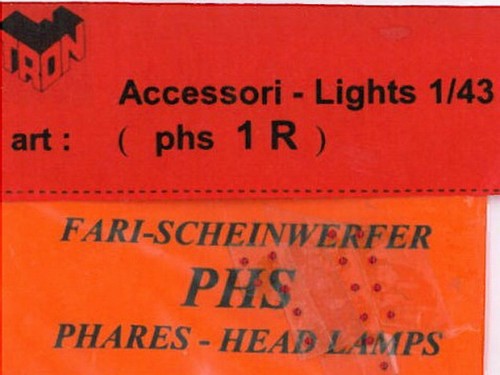 TRON
Accessori - Lights 1/43
art : ( phs 1 R )
FARI-SCHEINWERFER
PHS
PHARES - HEAD LAMPS